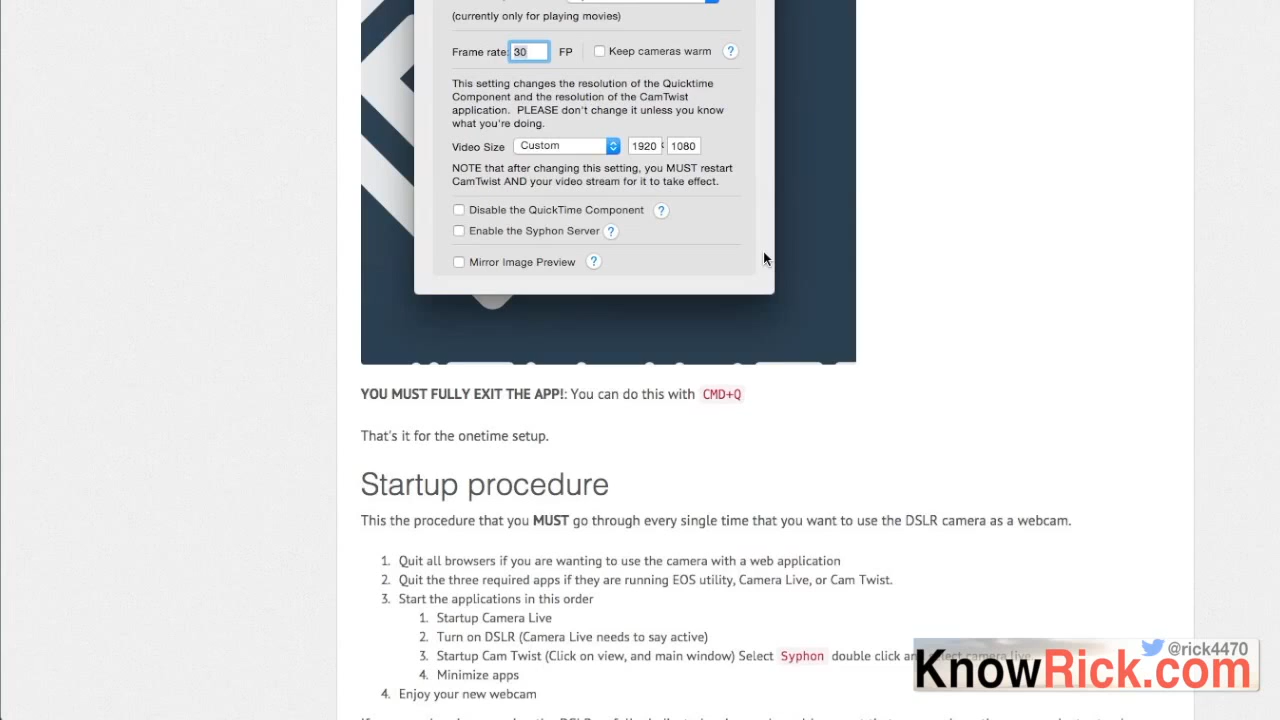 (currently only for playing movies)
Frame rate: 30 FP Keep cameras warm ?
This setting changes the resolution of the Quicktime
Component and the resolution of the CamTwist
application. PLEASE don't change it unless you know
what you're doing.
Video Size Custom 1920 x 1080
NOTE that after changing this setting, you MUST restart
CamTwist AND your video stream for it to take effect.
Disable the QuickTime Component ?
Enable the Syphon Server ?
Mirror Image Preview ?
YOU MUST FULLY EXIT THE APP!: You can do this with CMD+Q
That's it for the onetime setup.
Startup procedure
This the procedure that you MUST go through every single time that you want to use the DSLR camera as a webcam.
1. Quit all browsers if you are wanting to use the camera with a web application
2. Quit the three required apps if they are running EOS utility, Camera Live, or Cam Twist.
3. Start the applications in this order
1. Startup Camera Live
2. Turn on DSLR (Camera Live needs to say active)
3. Startup Cam Twist (Click on view, and main window) Select Syphon double click and select camera live
4. Minimize apps
4. Enjoy your new webcam
@rick4470
KnowRick.com